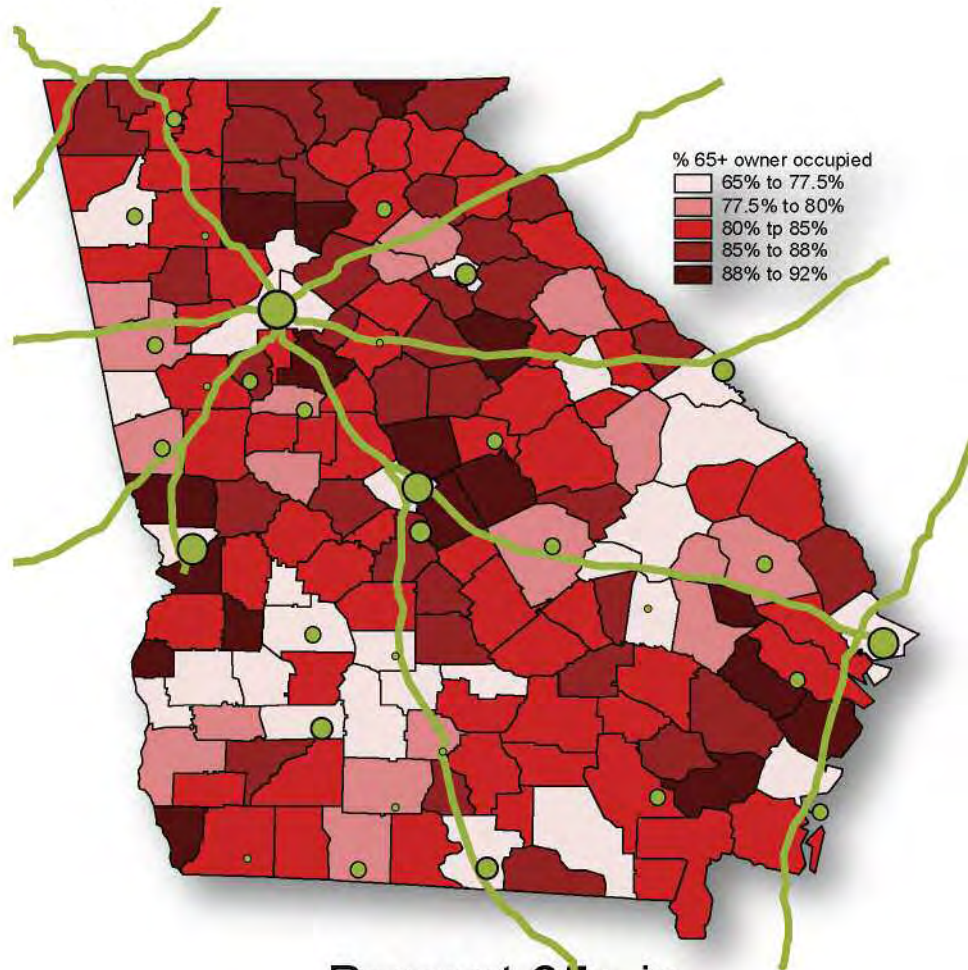 % 65+ owner occupied
65% to 77.5%
77.5% to 80%
80% tp 85%
85% to 88%
88% to 92%